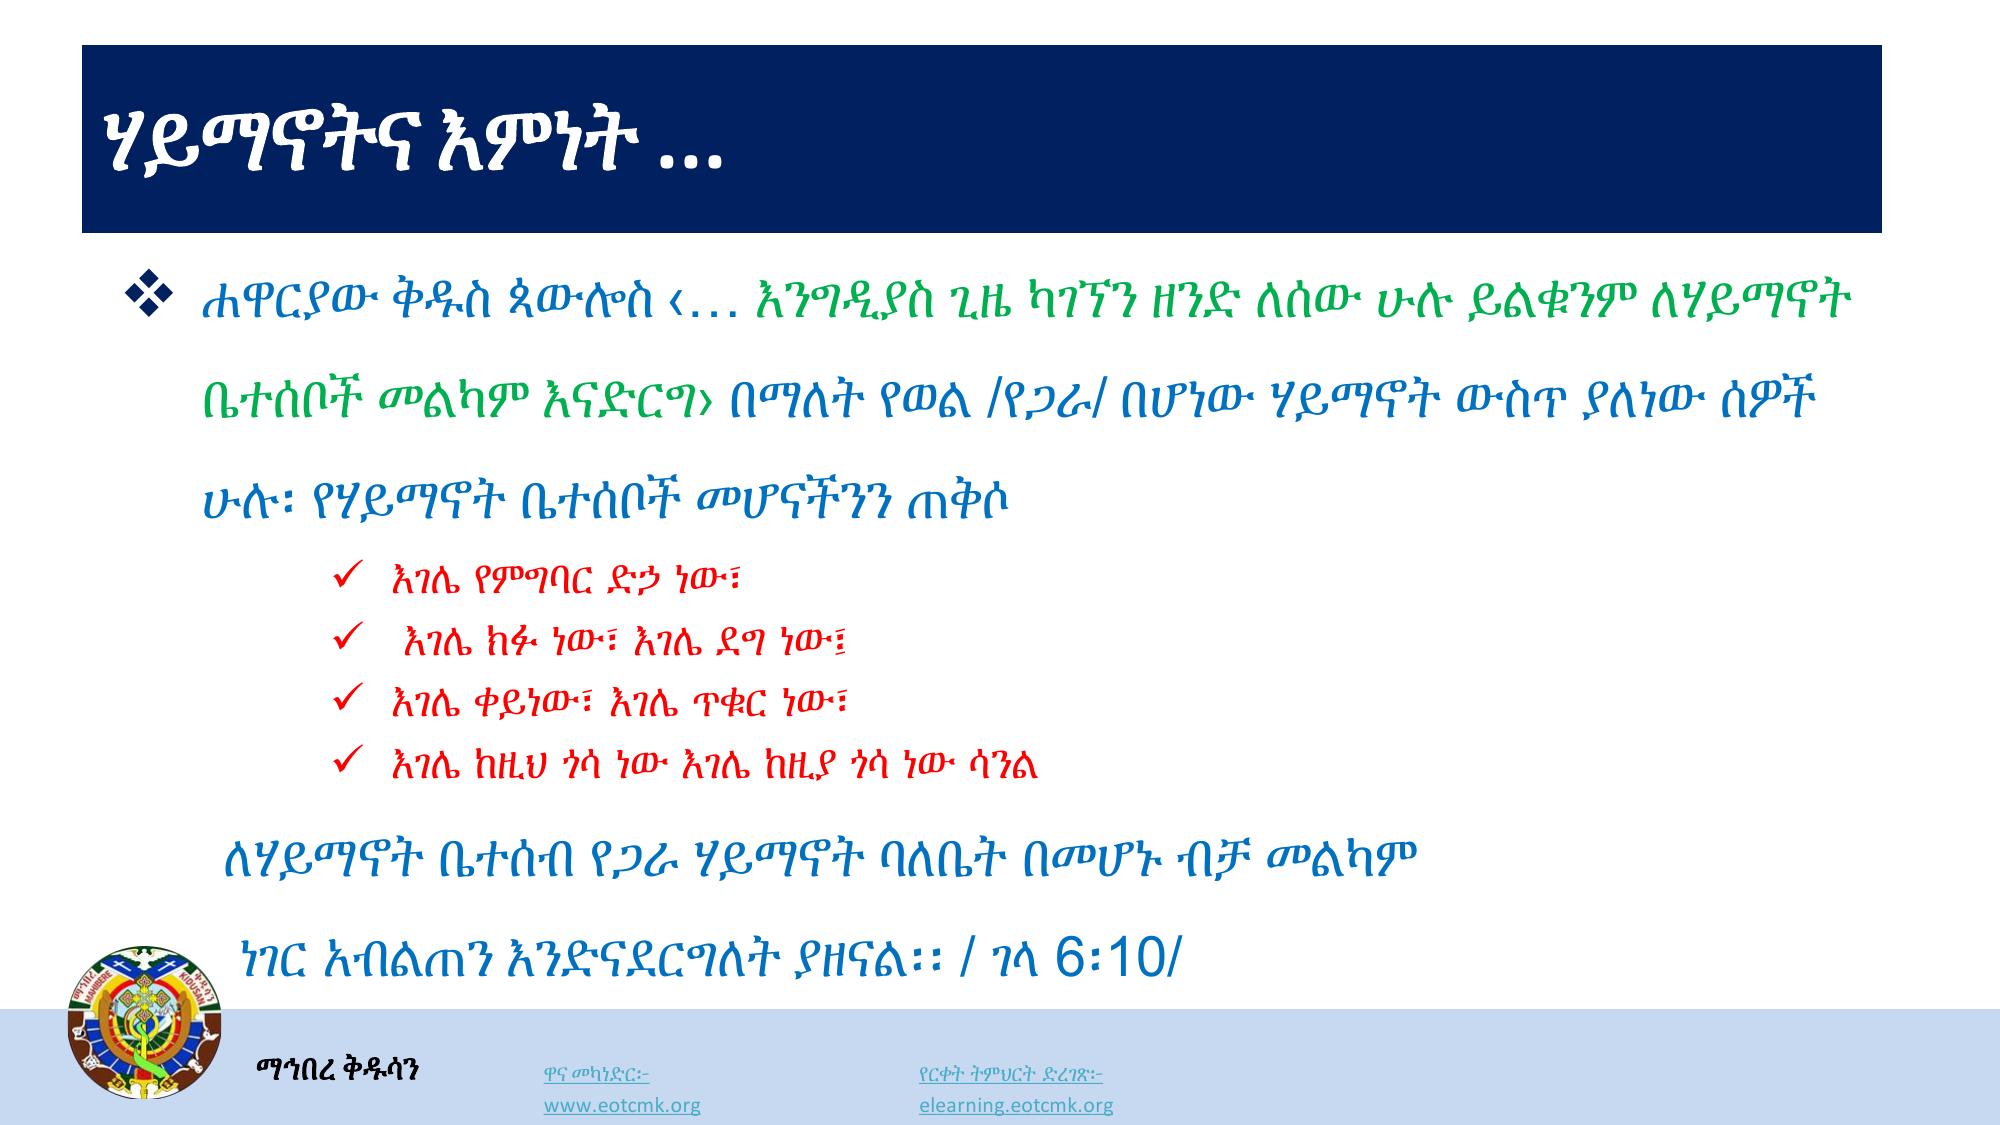 ሃይማኖትና እምነት ...
❖ ሐዋርያው ቅዱስ ጳውሎስ ‹... እንግዲያስ ጊዜ ካገኘን ዘንድ ለሰው ሁሉ ይልቁንም ለሃይማኖት
ቤተሰቦች መልካም እናድርግ› በማለት የወል /የጋራ/ በሆነው ሃይማኖት ውስጥ ያለነው ሰዎች
ሁሉ፡ የሃይማኖት ቤተሰቦች መሆናችንን ጠቅሶ
✓ እገሌ የምግባር ድኃ ነው፣
✓ እገሌ ክፉ ነው፣ እገሌ ደግ ነው፤
✓ እገሌ ቀይነው፣ እገሌ ጥቁር ነው፣
✓ እገሌ ከዚህ ጎሳ ነው እገሌ ከዚያ ጎሳ ነው ሳንል
ለሃይማኖት ቤተሰብ የጋራ ሃይማኖት ባለቤት በመሆኑ ብቻ መልካም
ነገር አብልጠን እንድናደርግለት ያዘናል፡፡ / ገላ 6፡10/
ማኅበረ ቅዱሳን
MAHIBERE KIDUSAN
ዋና መካነድር፡- የርቀት ትምህርት ድረገጽ፡-
www.eotcmk.org elearning.eotcmk.org